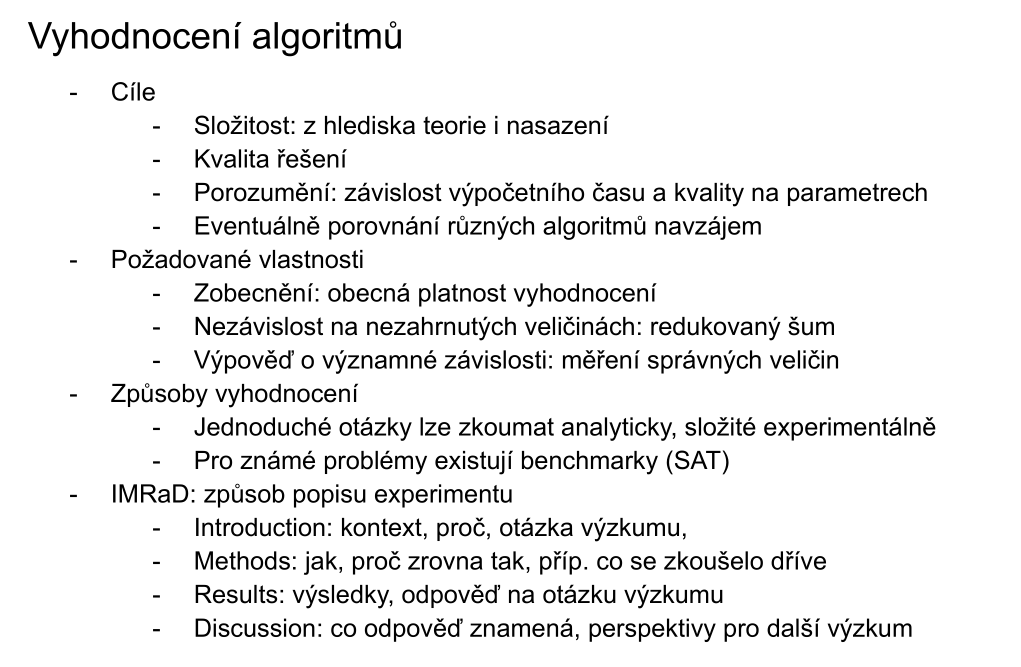 Vyhodnocení algoritmů
- Cíle
- Složitost: z hlediska teorie i nasazení
- Kvalita řešení
- Porozumění: závislost výpočetního času a kvality na parametrech
- Eventuálně porovnání různých algoritmů navzájem
- Požadované vlastnosti
- Zobecnění: obecná platnost vyhodnocení
- Nezávislost na nezahrnutých veličinách: redukovaný šum
- Výpověď o významné závislosti: měření správných veličin
- Způsoby vyhodnocení
- Jednoduché otázky lze zkoumat analyticky, složité experimentálně
- Pro známé problémy existují benchmarky (SAT)
- IMRaD: způsob popisu experimentu
- Introduction: kontext, proč, otázka výzkumu,
- Methods: jak, proč zrovna tak, příp. co se zkoušelo dříve
- Results: výsledky, odpověď na otázku výzkumu
- Discussion: co odpověď znamená, perspektivy pro další výzkum